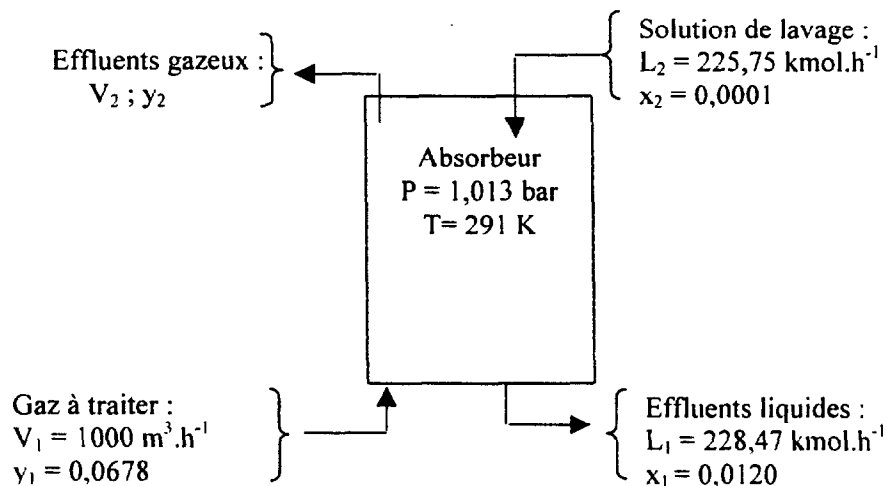 Effluents gazeux :
V₂ ; y₂
Solution de lavage :
L₂ = 225,75 kmol.h⁻¹
x₂ = 0,0001
Absorbeur
P = 1,013 bar
T= 291 K
Gaz à traiter :
V₁ = 1000 m³.h⁻¹
y₁ = 0,0678
Effluents liquides :
L₁ = 228,47 kmol.h⁻¹
x₁ = 0,0120